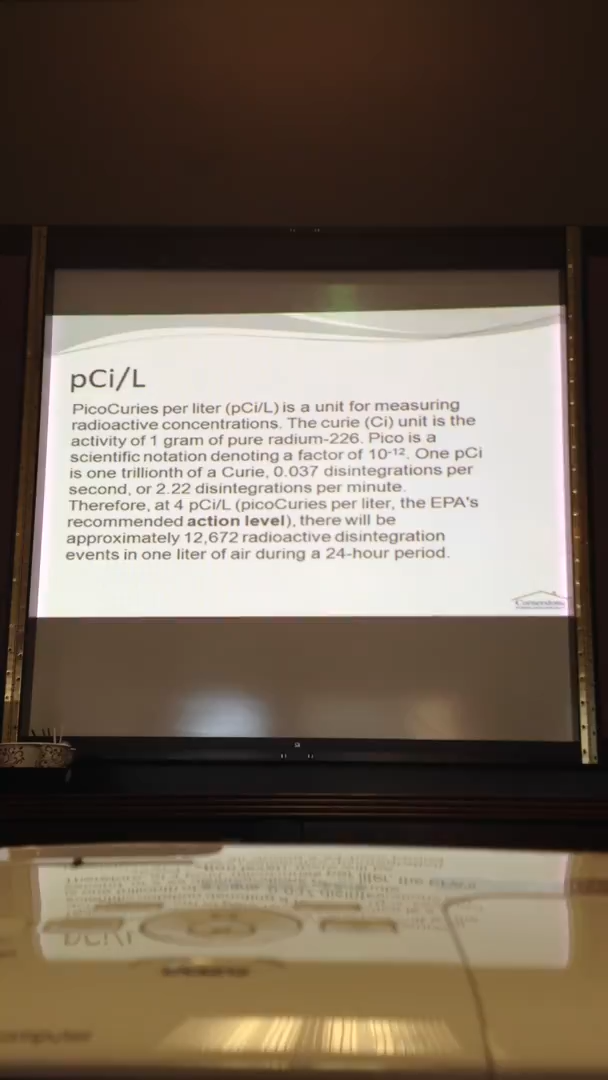 pCi/L
PicoCuries per liter (pCi/L) is a unit for measuring
radioactive concentrations. The curie (Ci) unit is the
activity of 1 gram of pure radium-226. Pico is a
scientific notation denoting a factor of 10⁻¹². One pCi
is one trillionth of a Curie, 0.037 disintegrations per
second, or 2.22 disintegrations per minute.
Therefore, at 4 pCi/L (picoCuries per liter, the EPA's
recommended action level), there will be
approximately 12,672 radioactive disintegration
events in one liter of air during a 24-hour period.
Cornerstone
computer